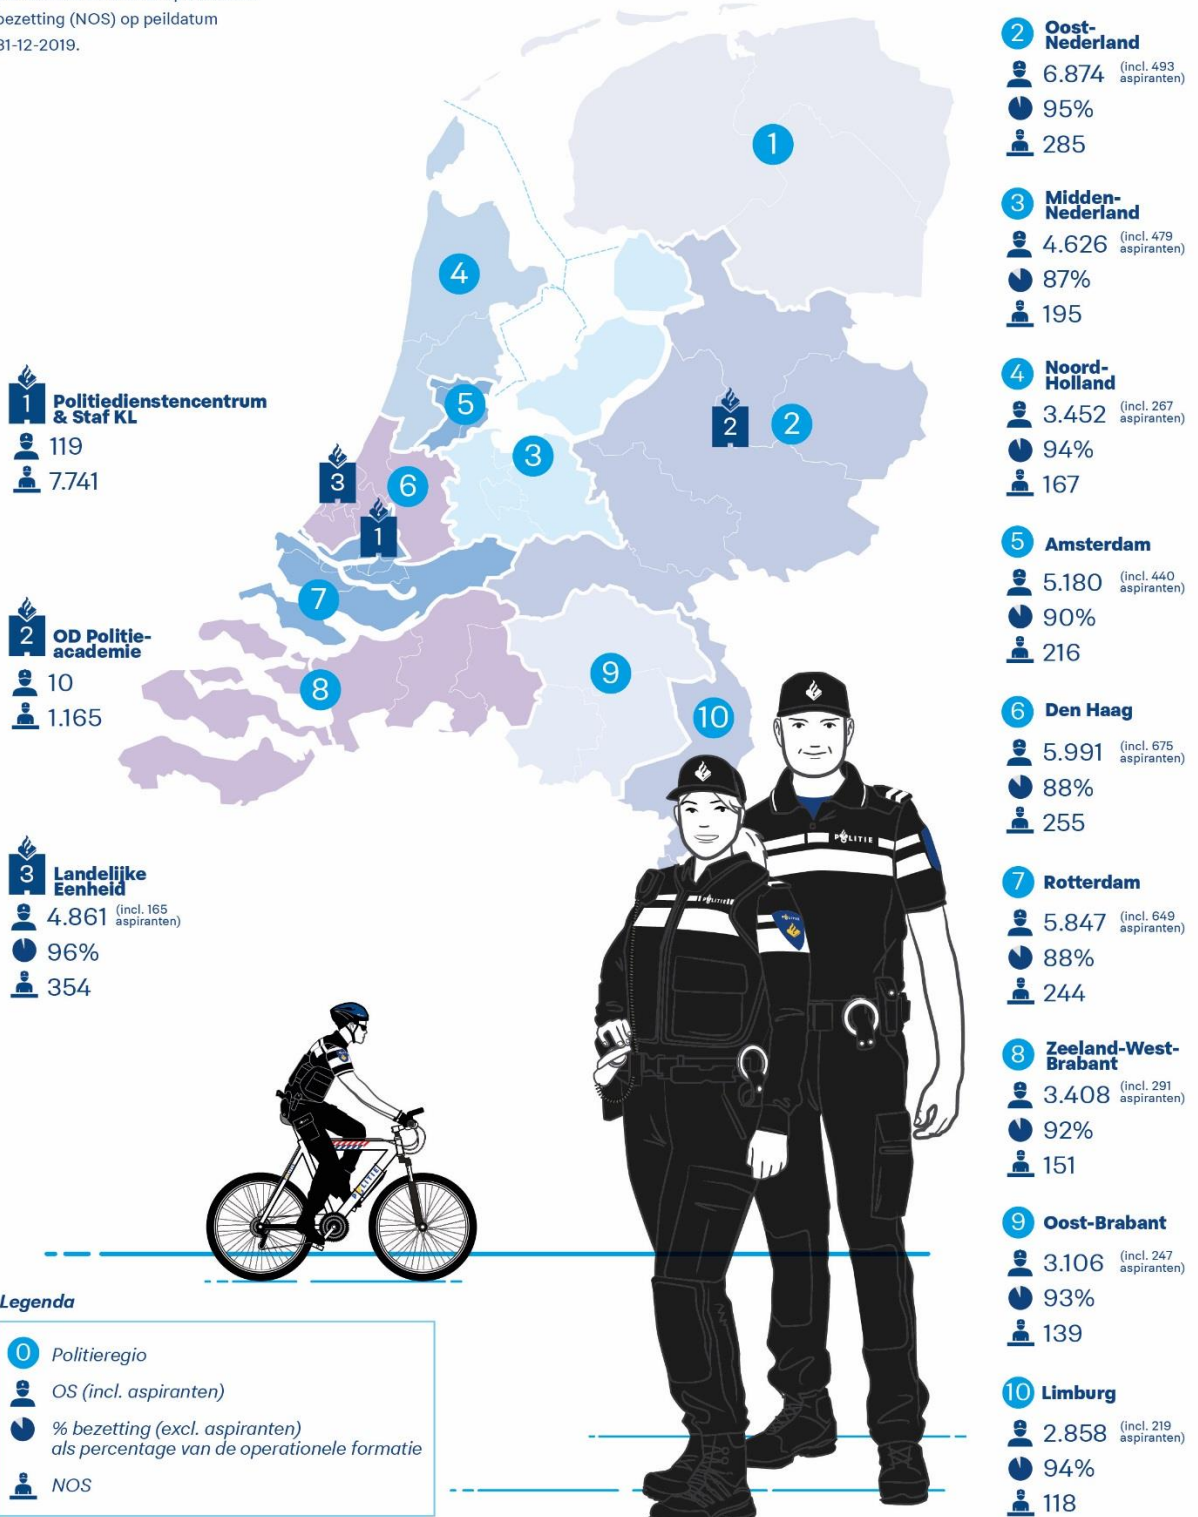 bezetting (NOS) op peildatum
31-12-2019.
1
Politiedienstencentrum
& Staf KL
119
7.741
2
OD Politie-
academie
10
1.165
3
Landelijke
Eenheid
4.861 (incl. 165
aspiranten)
96%
354
1
4
5
2
2
3
3
6
1
7
8
9
10
POLITIE
POLITIE
POLITIE
POLITIE
2
Oost-
Nederland
6.874 (incl. 493
aspiranten)
95%
285
3
Midden-
Nederland
4.626 (incl. 479
aspiranten)
87%
195
4
Noord-
Holland
3.452 (incl. 267
aspiranten)
94%
167
5 Amsterdam
5.180 (incl. 440
aspiranten)
90%
216
6 Den Haag
5.991 (incl. 675
aspiranten)
88%
255
7 Rotterdam
5.847 (incl. 649
aspiranten)
88%
244
8
Zeeland-West-
Brabant
3.408 (incl. 291
aspiranten)
92%
151
9 Oost-Brabant
3.106 (incl. 247
aspiranten)
93%
139
10 Limburg
2.858 (incl. 219
aspiranten)
94%
118
Legenda
0 Politieregio
OS (incl. aspiranten)
% bezetting (excl. aspiranten)
als percentage van de operationele formatie
NOS